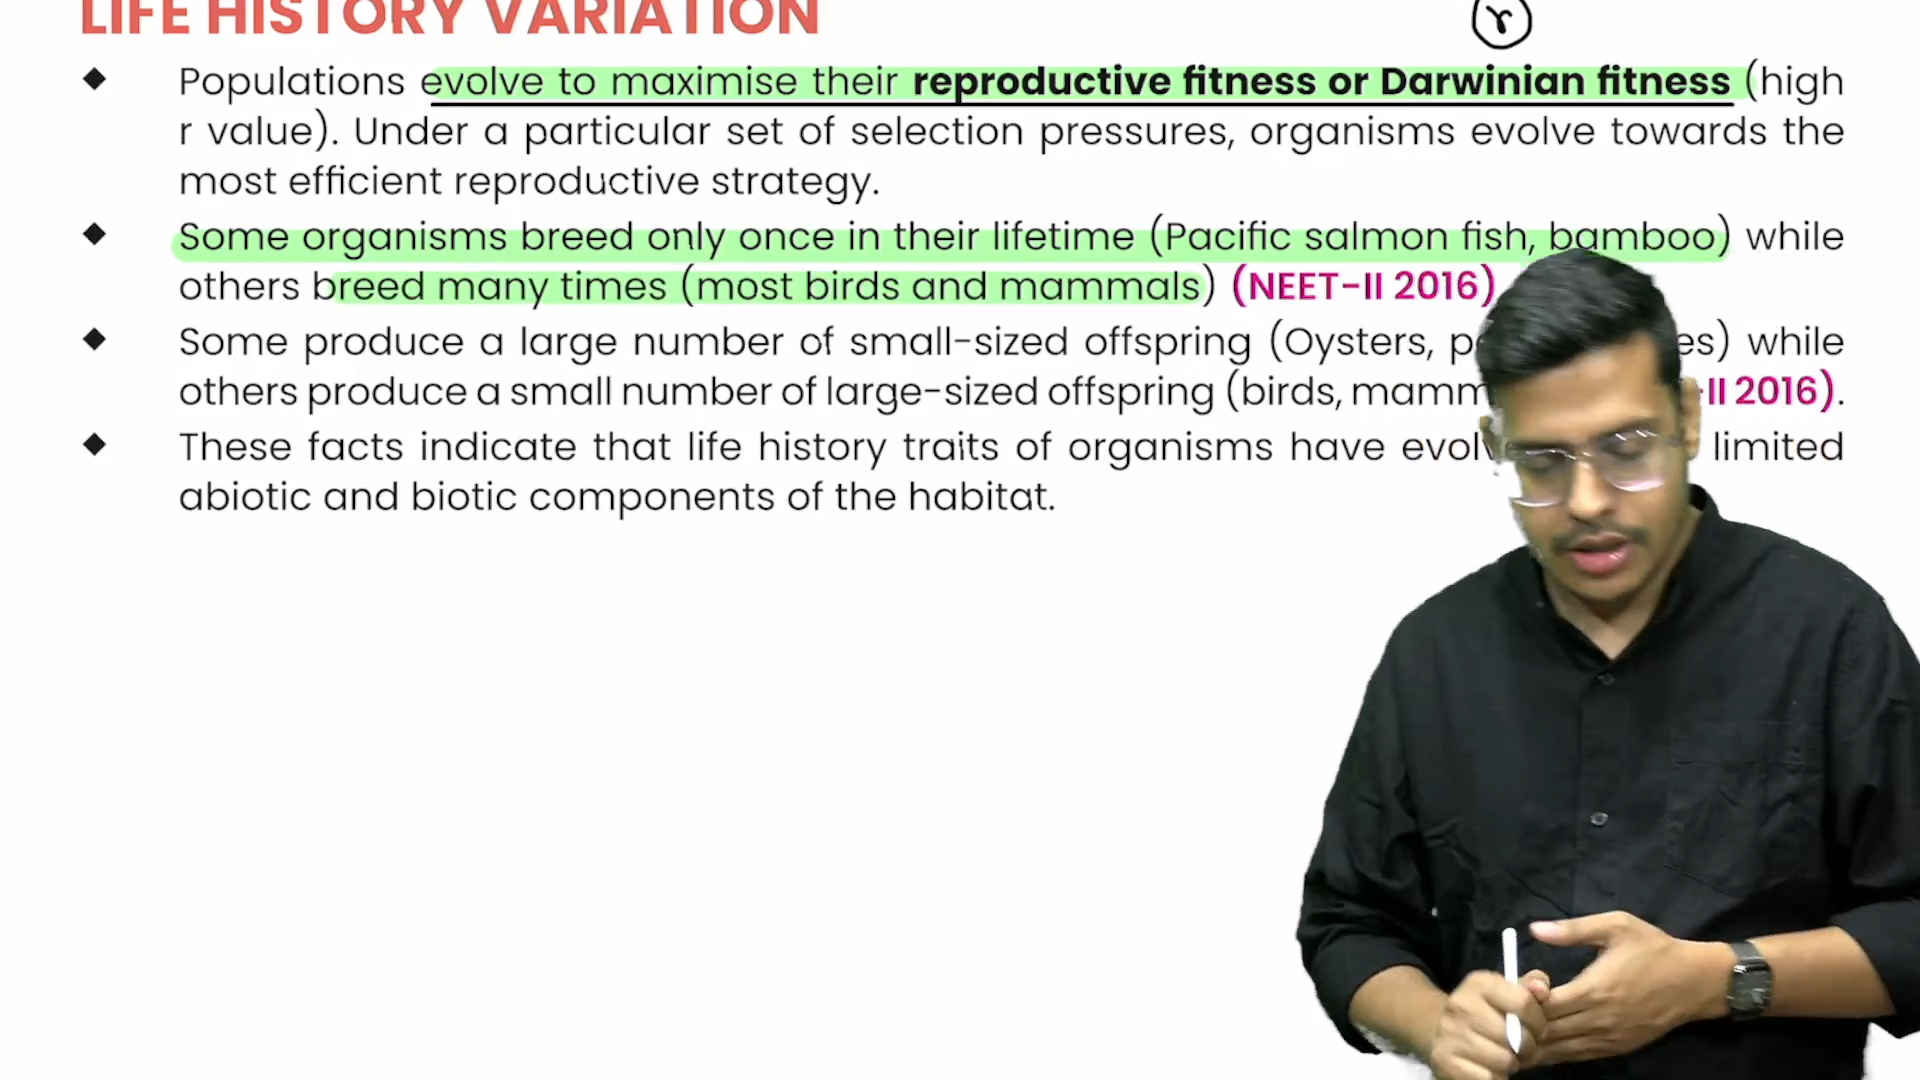 LIFE HISTORY VARIATION
r
◆ Populations evolve to maximise their reproductive fitness or Darwinian fitness (high
r value). Under a particular set of selection pressures, organisms evolve towards the
most efficient reproductive strategy.
◆ Some organisms breed only once in their lifetime (Pacific salmon fish, bamboo) while
others breed many times (most birds and mammals) (NEET-II 2016)
◆ Some produce a large number of small-sized offspring (Oysters, while
others produce a small number of large-sized offspring (birds, -II 2016).
◆ These facts indicate that life history traits of organisms have limited
abiotic and biotic components of the habitat.